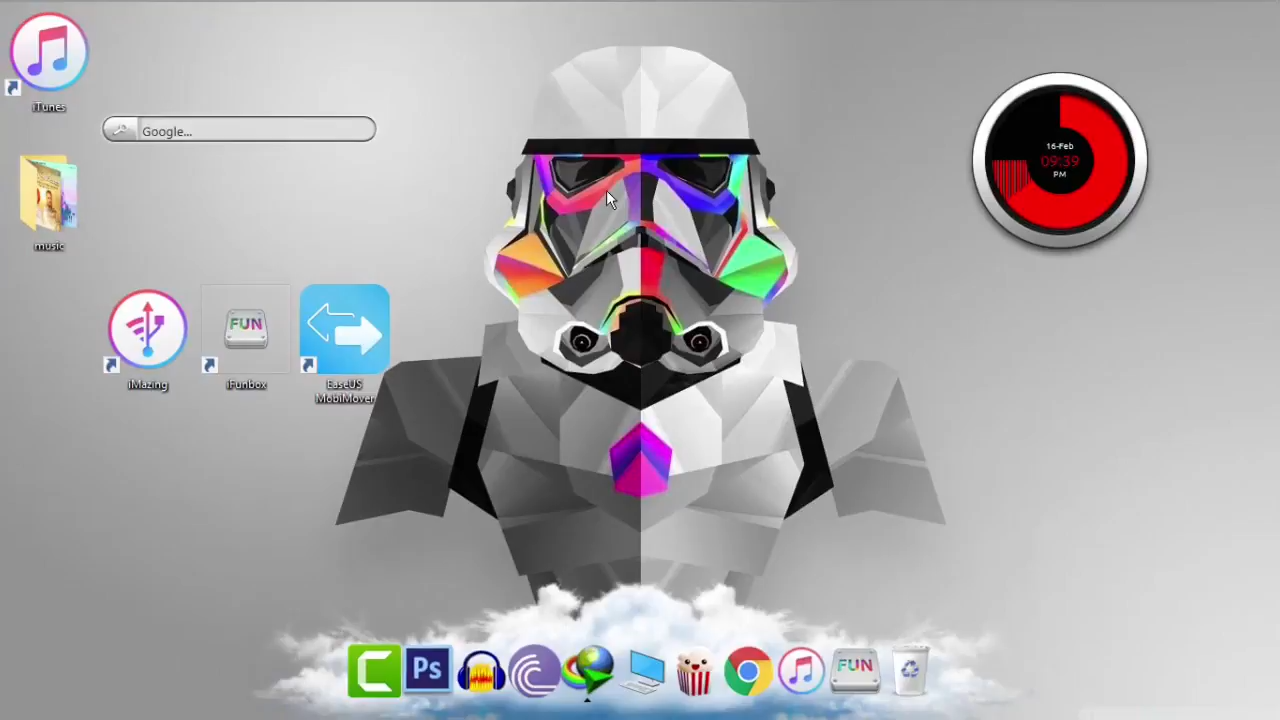 iTunes
Google...
16-Feb
09:39
PM
music
FUN
iMazing
iFunbox
EaseUS
MobiMover
Ps
FUN